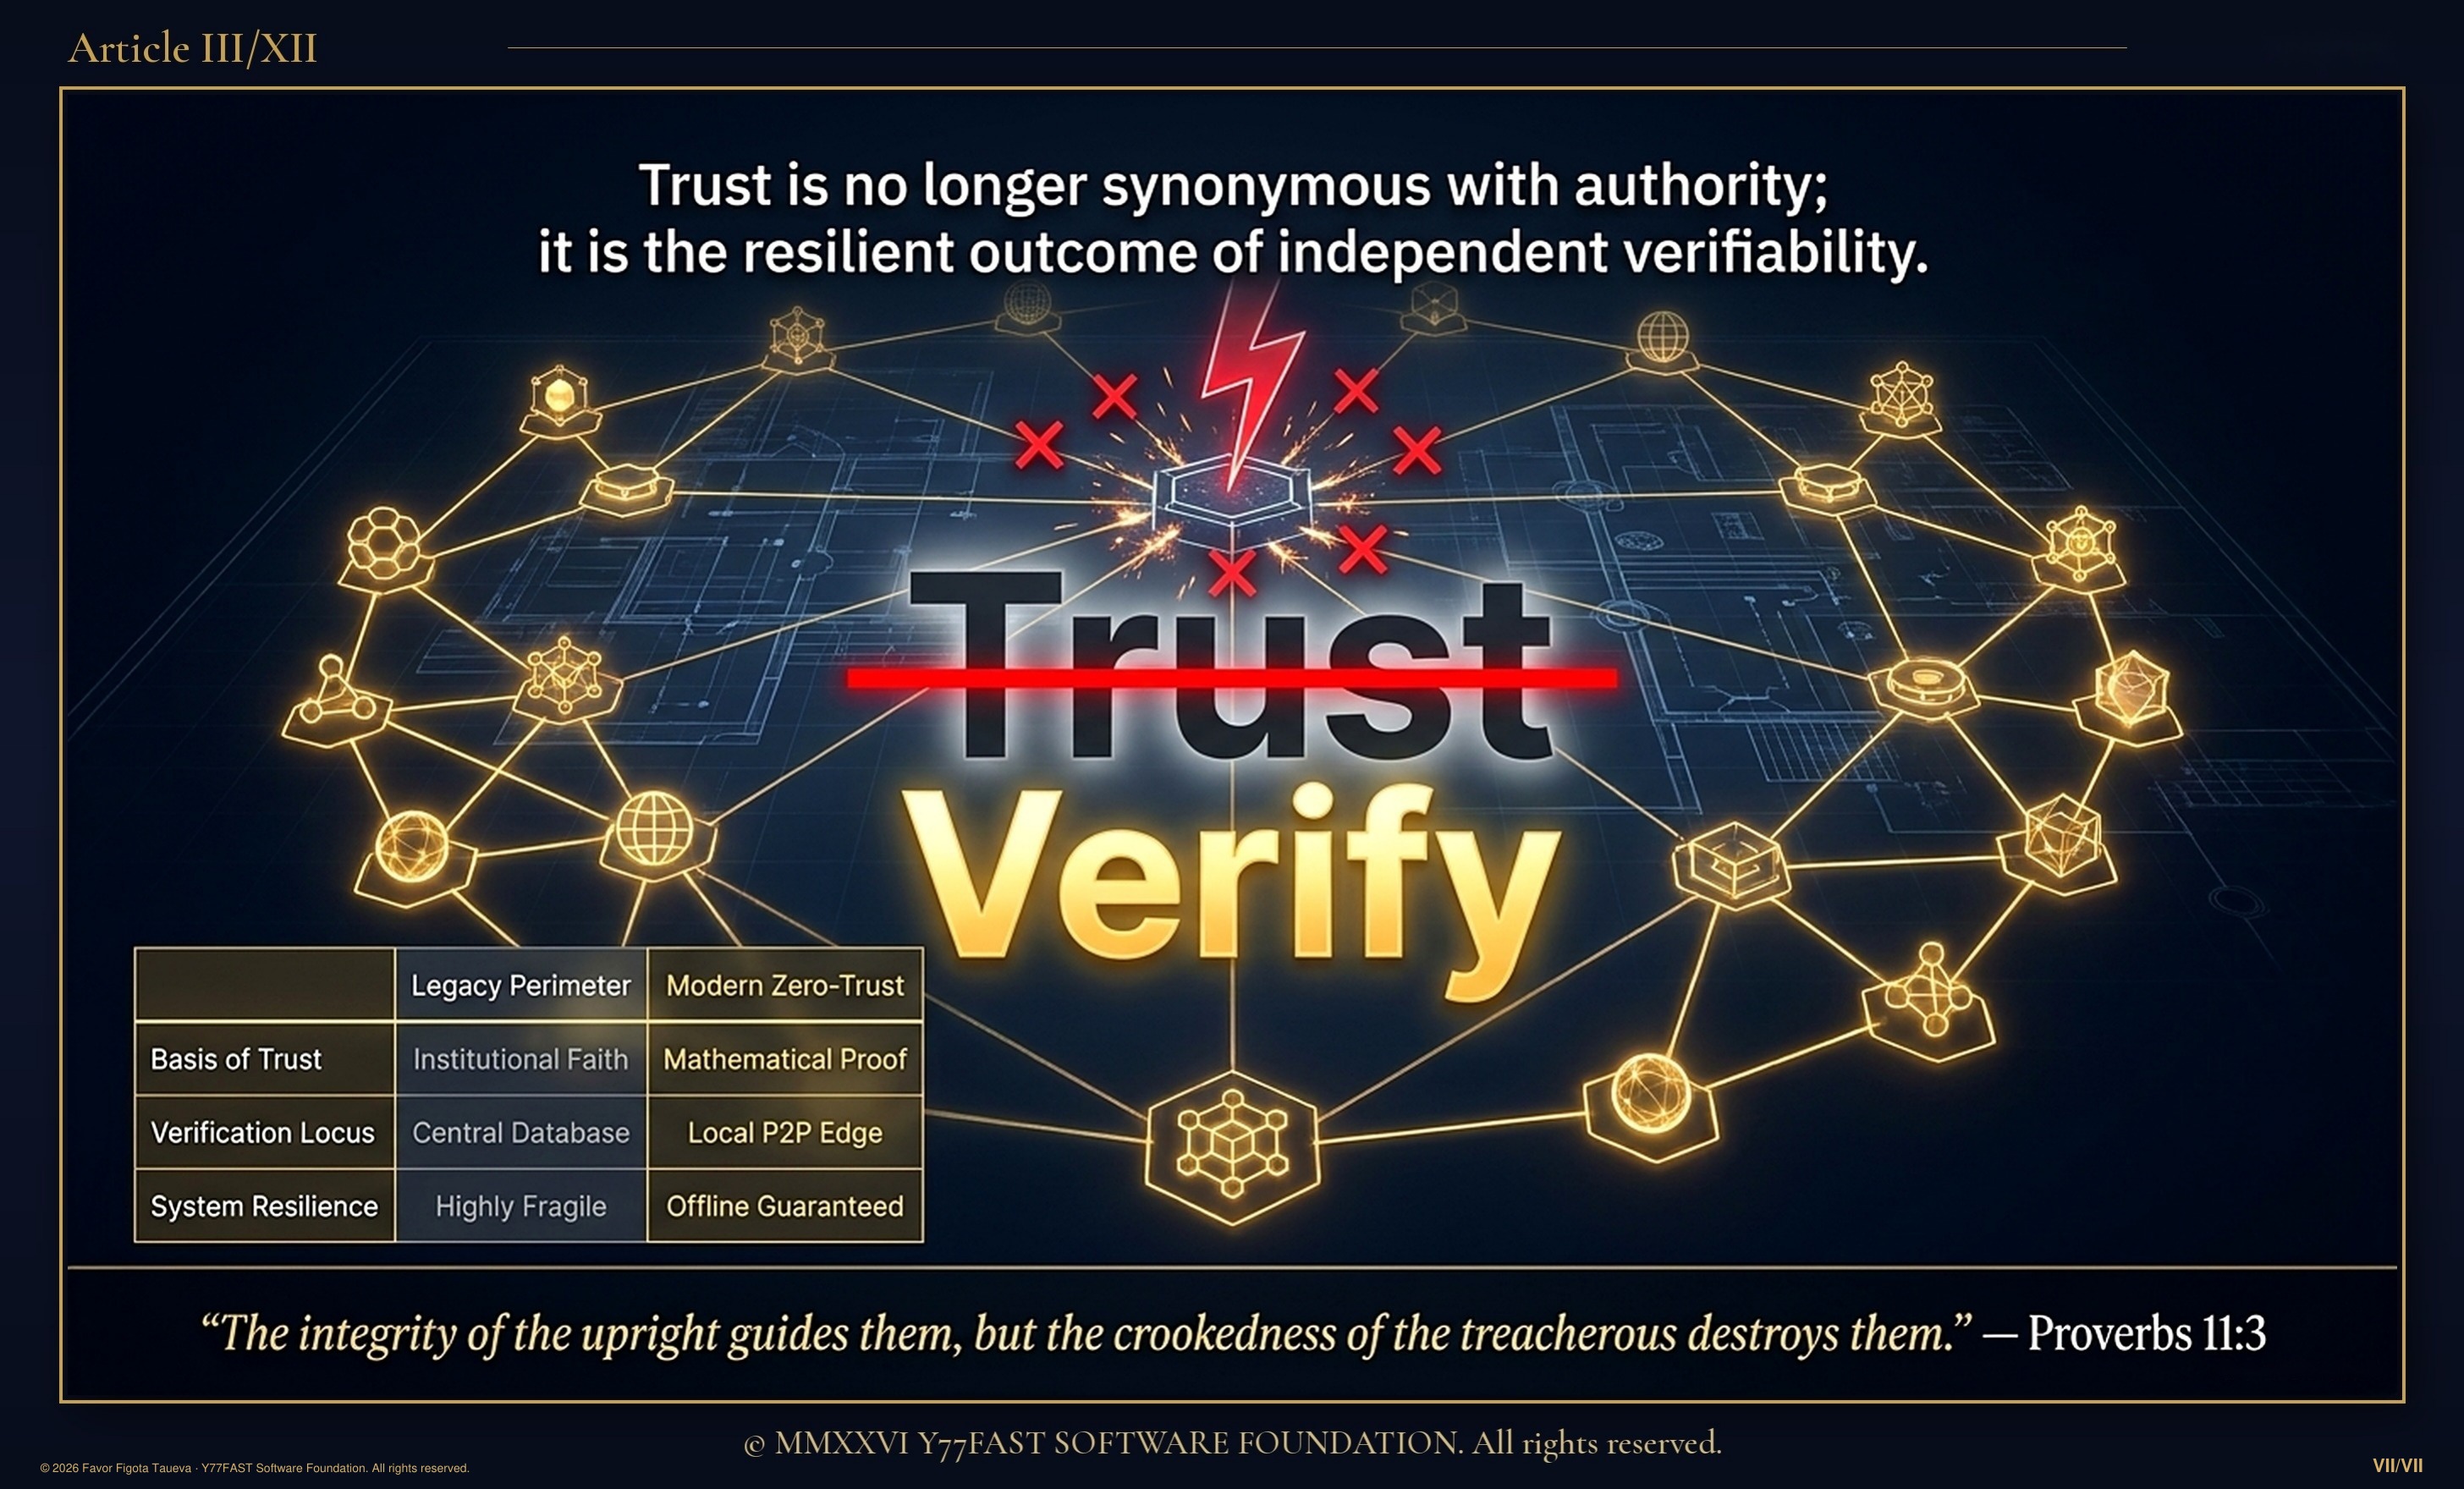 Article III/XII
Trust is no longer synonymous with authority;
it is the resilient outcome of independent verifiability.
Trust
Verify
Legacy Perimeter Modern Zero-Trust
Basis of Trust Institutional Faith Mathematical Proof
Verification Locus Central Database Local P2P Edge
System Resilience Highly Fragile Offline Guaranteed
“The integrity of the upright guides them, but the crookedness of the treacherous destroys them.” — Proverbs 11:3
© MMXXVI Y77FAST SOFTWARE FOUNDATION. All rights reserved.
© 2026 Favor Figota Taueva · Y77FAST Software Foundation. All rights reserved.
VII/VII